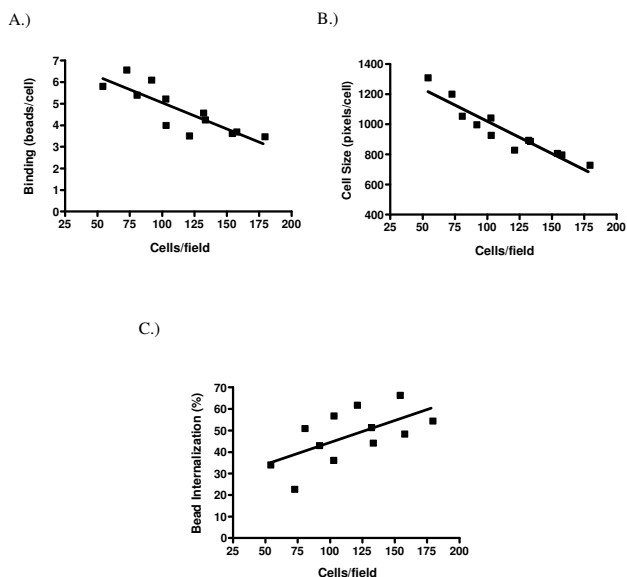 A.)
7
6
5
4
3
2
1
0
Binding (beads/cell)
25 50 75 100 125 150 175 200
Cells/field
B.)
1400
1200
1000
800
600
400
Cell Size (pixels/cell)
25 50 75 100 125 150 175 200
Cells/field
C.)
70
60
50
40
30
20
10
0
Bead Internalization (%)
25 50 75 100 125 150 175 200
Cells/field